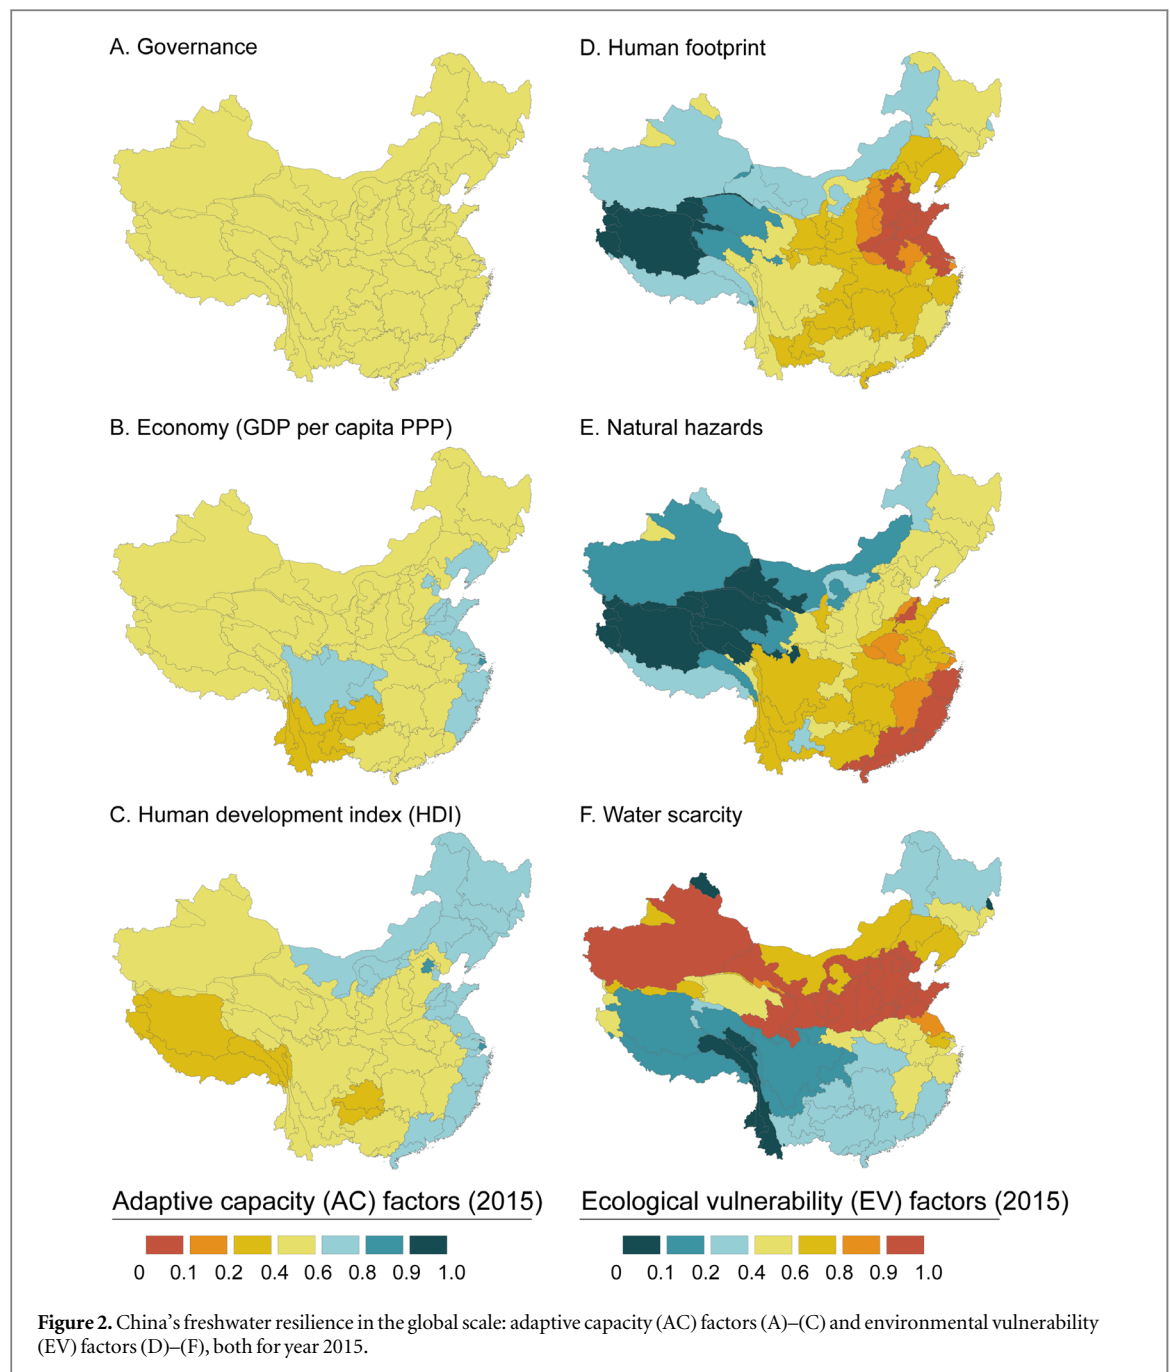 A. Governance
D. Human footprint
B. Economy (GDP per capita PPP)
E. Natural hazards
C. Human development index (HDI)
F. Water scarcity
Adaptive capacity (AC) factors (2015)
0 0.1 0.2 0.4 0.6 0.8 0.9 1.0
Ecological vulnerability (EV) factors (2015)
0 0.1 0.2 0.4 0.6 0.8 0.9 1.0
Figure 2. China's freshwater resilience in the global scale: adaptive capacity (AC) factors (A)–(C) and environmental vulnerability
(EV) factors (D)–(F), both for year 2015.